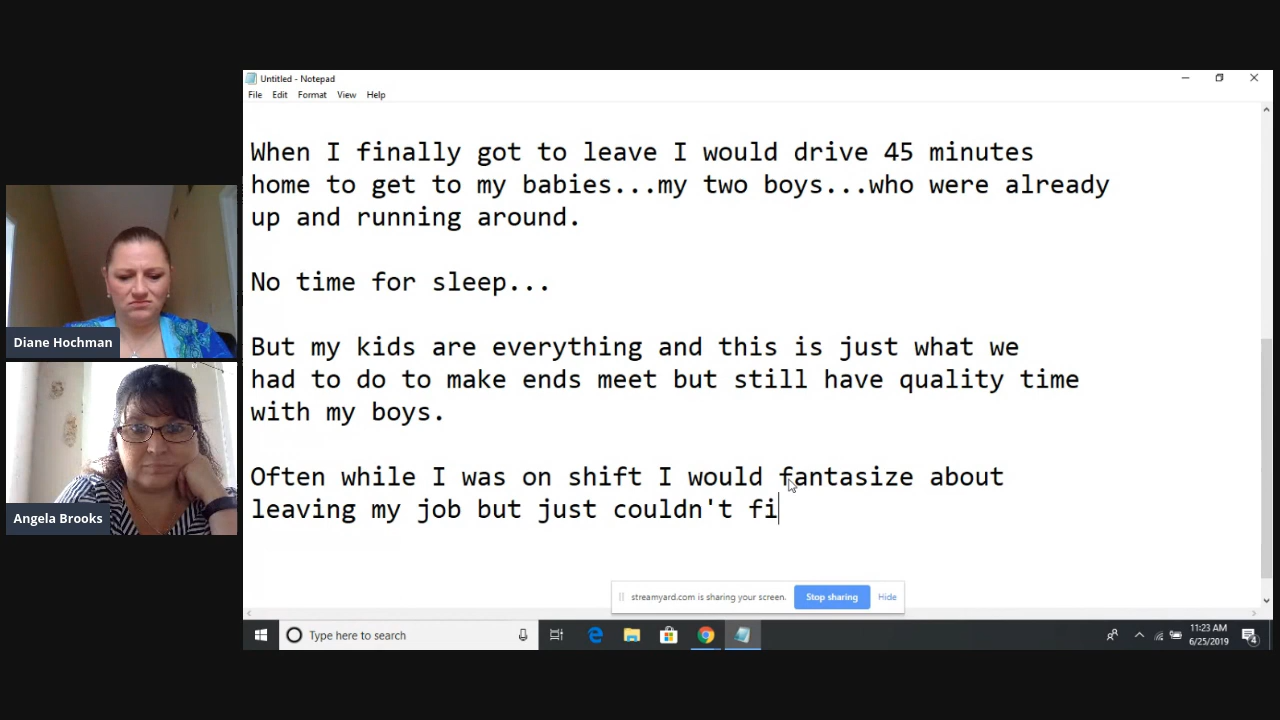 Untitled - Notepad
File Edit Format View Help
When I finally got to leave I would drive 45 minutes
home to get to my babies...my two boys...who were already
up and running around.
No time for sleep...
But my kids are everything and this is just what we
had to do to make ends meet but still have quality time
with my boys.
Often while I was on shift I would fantasize about
leaving my job but just couldn't fi
Diane Hochman
Angela Brooks
streamyard.com is sharing your screen. Stop sharing Hide
Type here to search
11:23 AM
6/25/2019
4